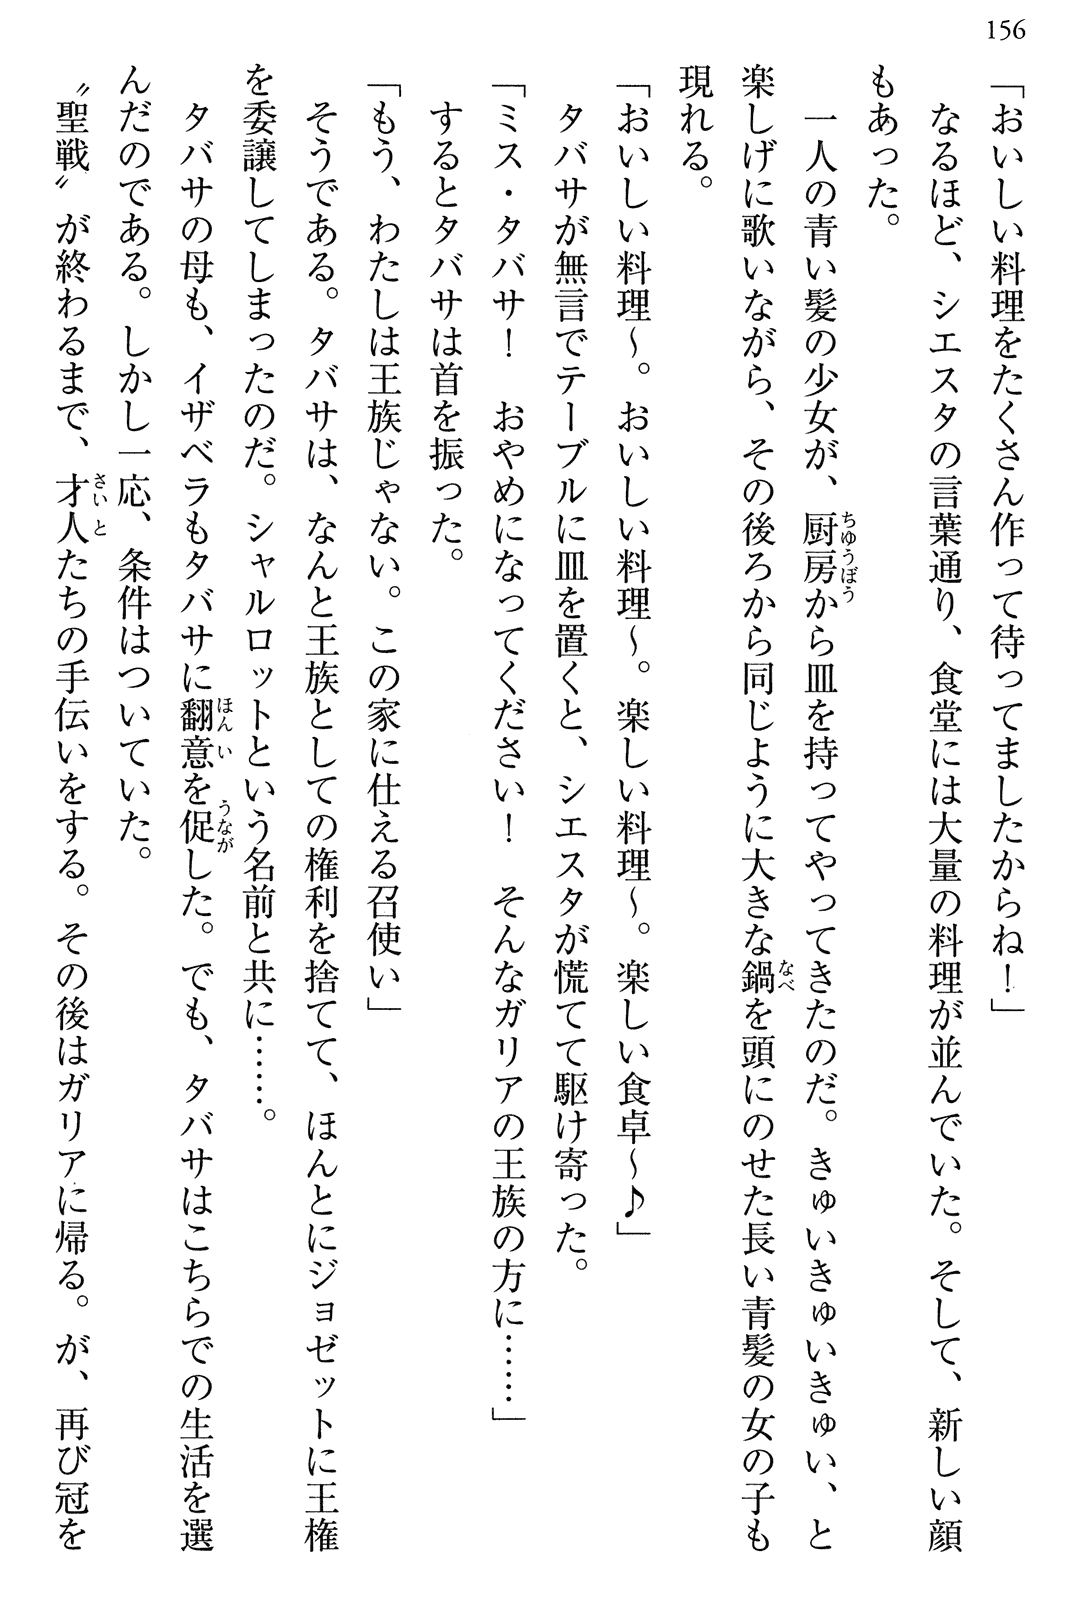 156
「おいしい料理をたくさん作って待ってましたからね！」
なるほど、シエスタの言葉通り、食堂には大量の料理が並んでいた。そして、新しい顔
もあった。
一人の青い髪の少女が、厨房から皿を持ってやってきたのだ。きゅいきゅいきゅい、と
楽しげに歌いながら、その後ろから同じように大きな鍋を頭にのせた長い青髪の女の子も
現れる。
「おいしい料理～。おいしい料理～。楽しい料理～。楽しい食卓～♪」
タバサが無言でテーブルに皿を置くと、シエスタが慌てて駆け寄った。
「ミス・タバサ！　おやめになってください！　そんなガリアの王族の方に……」
するとタバサは首を振った。
「もう、わたしは王族じゃない。この家に仕える召使い」
そうである。タバサは、なんと王族としての権利を捨てて、ほんとにジョゼットに王権
を委譲してしまったのだ。シャルロットという名前と共に……。
タバサの母も、イザベラもタバサに翻意を促した。でも、タバサはこちらでの生活を選
んだのである。しかし一応、条件はついていた。
〝聖戦〟が終わるまで、才人たちの手伝いをする。その後はガリアに帰る。が、再び冠を